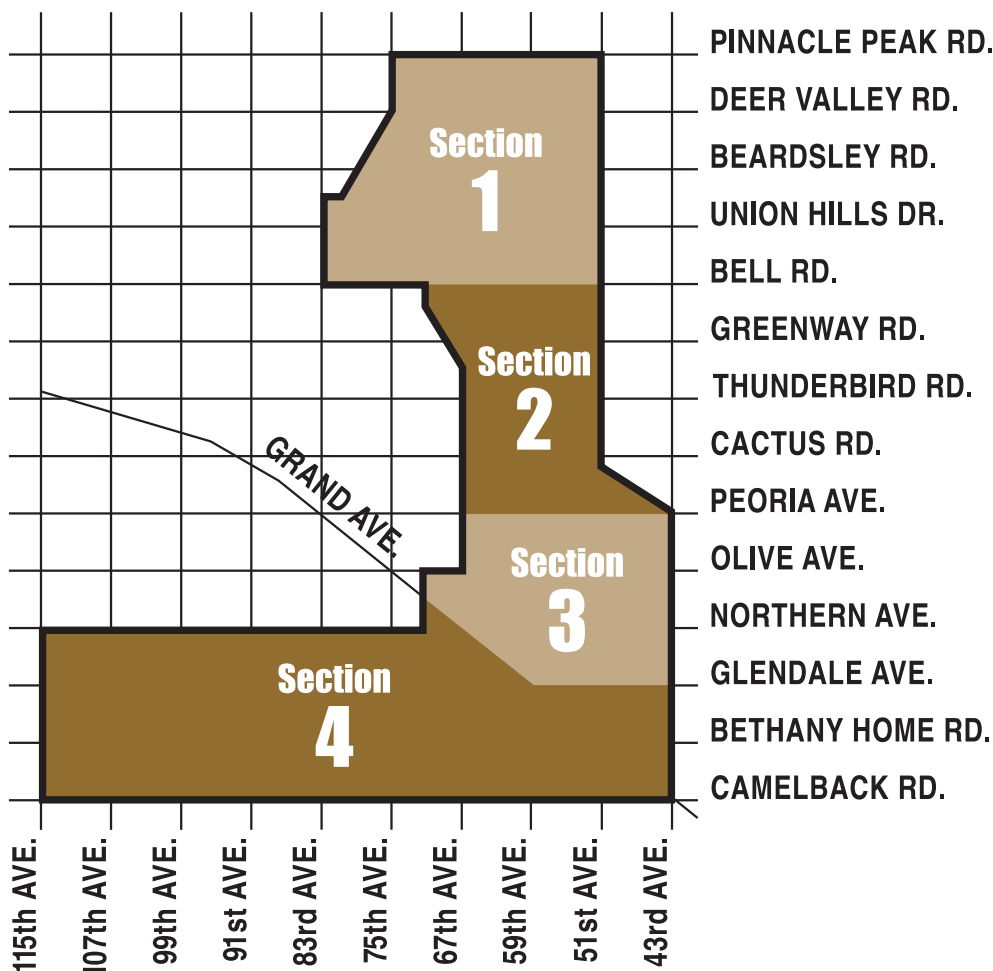 PINNACLE PEAK RD.
DEER VALLEY RD.
Section
1
BEARDSLEY RD.
UNION HILLS DR.
BELL RD.
GREENWAY RD.
Section
2
THUNDERBIRD RD.
CACTUS RD.
GRAND AVE.
PEORIA AVE.
Section
3
OLIVE AVE.
NORTHERN AVE.
Section
4
GLENDALE AVE.
BETHANY HOME RD.
CAMELBACK RD.
115th AVE.
107th AVE.
99th AVE.
91st AVE.
83rd AVE.
75th AVE.
67th AVE.
59th AVE.
51st AVE.
43rd AVE.